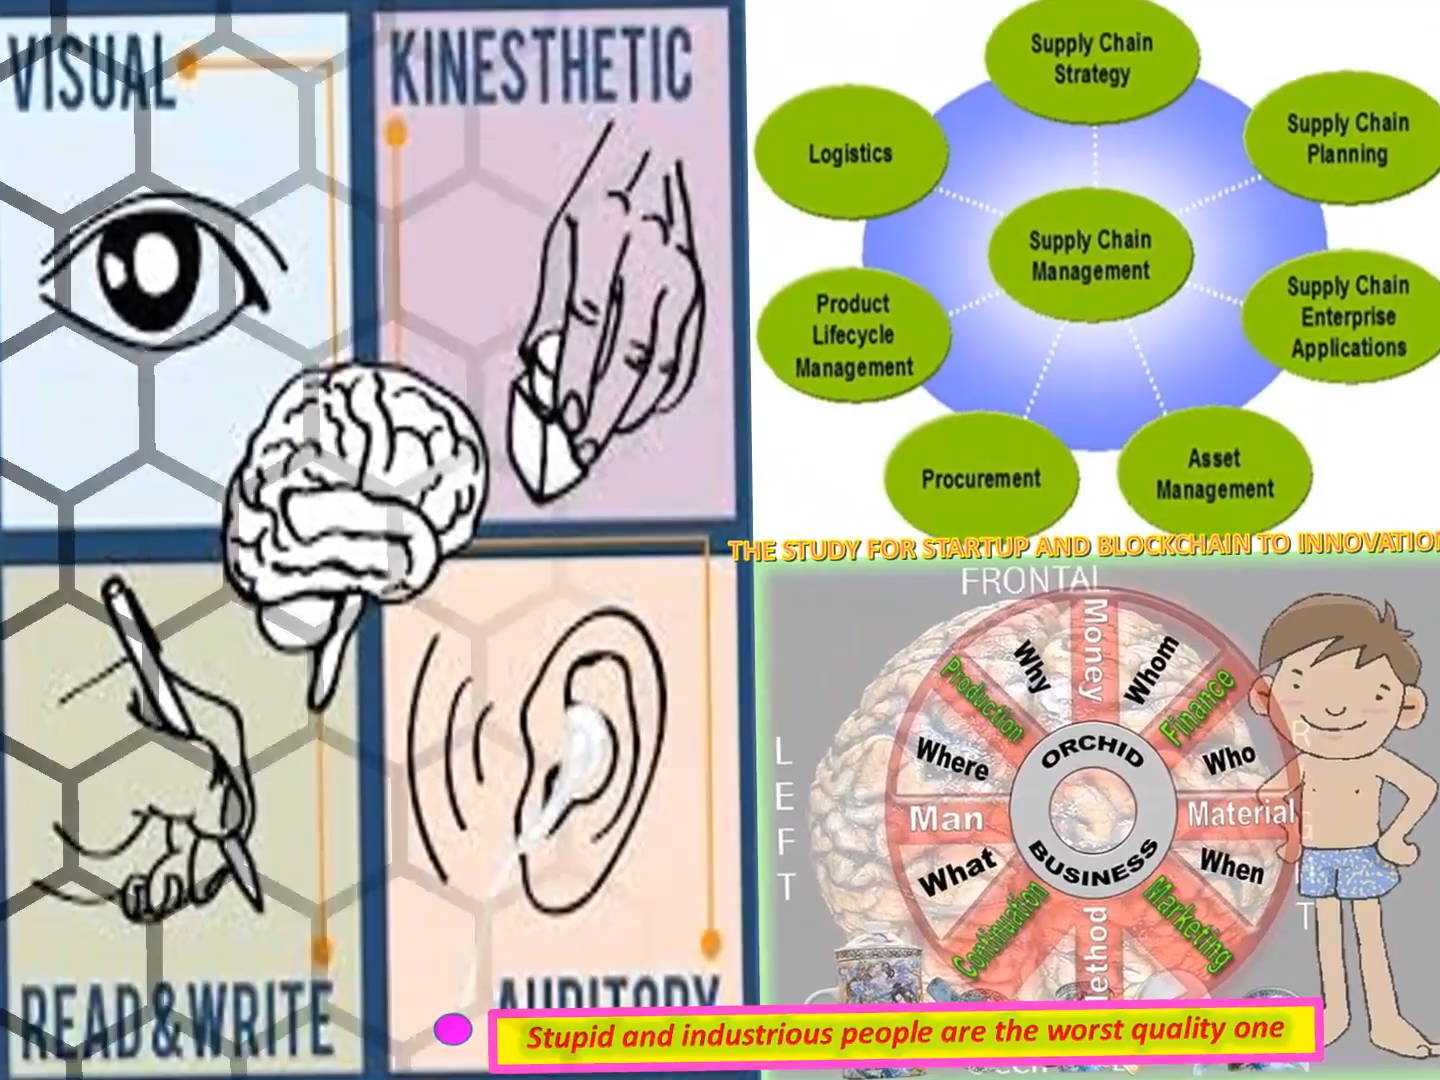 VISUAL
KINESTHETIC
READ&WRITE
AUDITORY
Supply Chain
Strategy
Logistics
Supply Chain
Planning
Supply Chain
Management
Product
Lifecycle
Management
Supply Chain
Enterprise
Applications
Procurement
Asset
Management
THE STUDY FOR STARTUP AND BLOCKCHAIN TO INNOVATION
FRONTAL
Money
Why
Whom
Production
Finance
Where
Who
ORCHID
BUSINESS
Man
Material
What
When
Continuation
Marketing
ethod
LEFT
Stupid and industrious people are the worst quality one